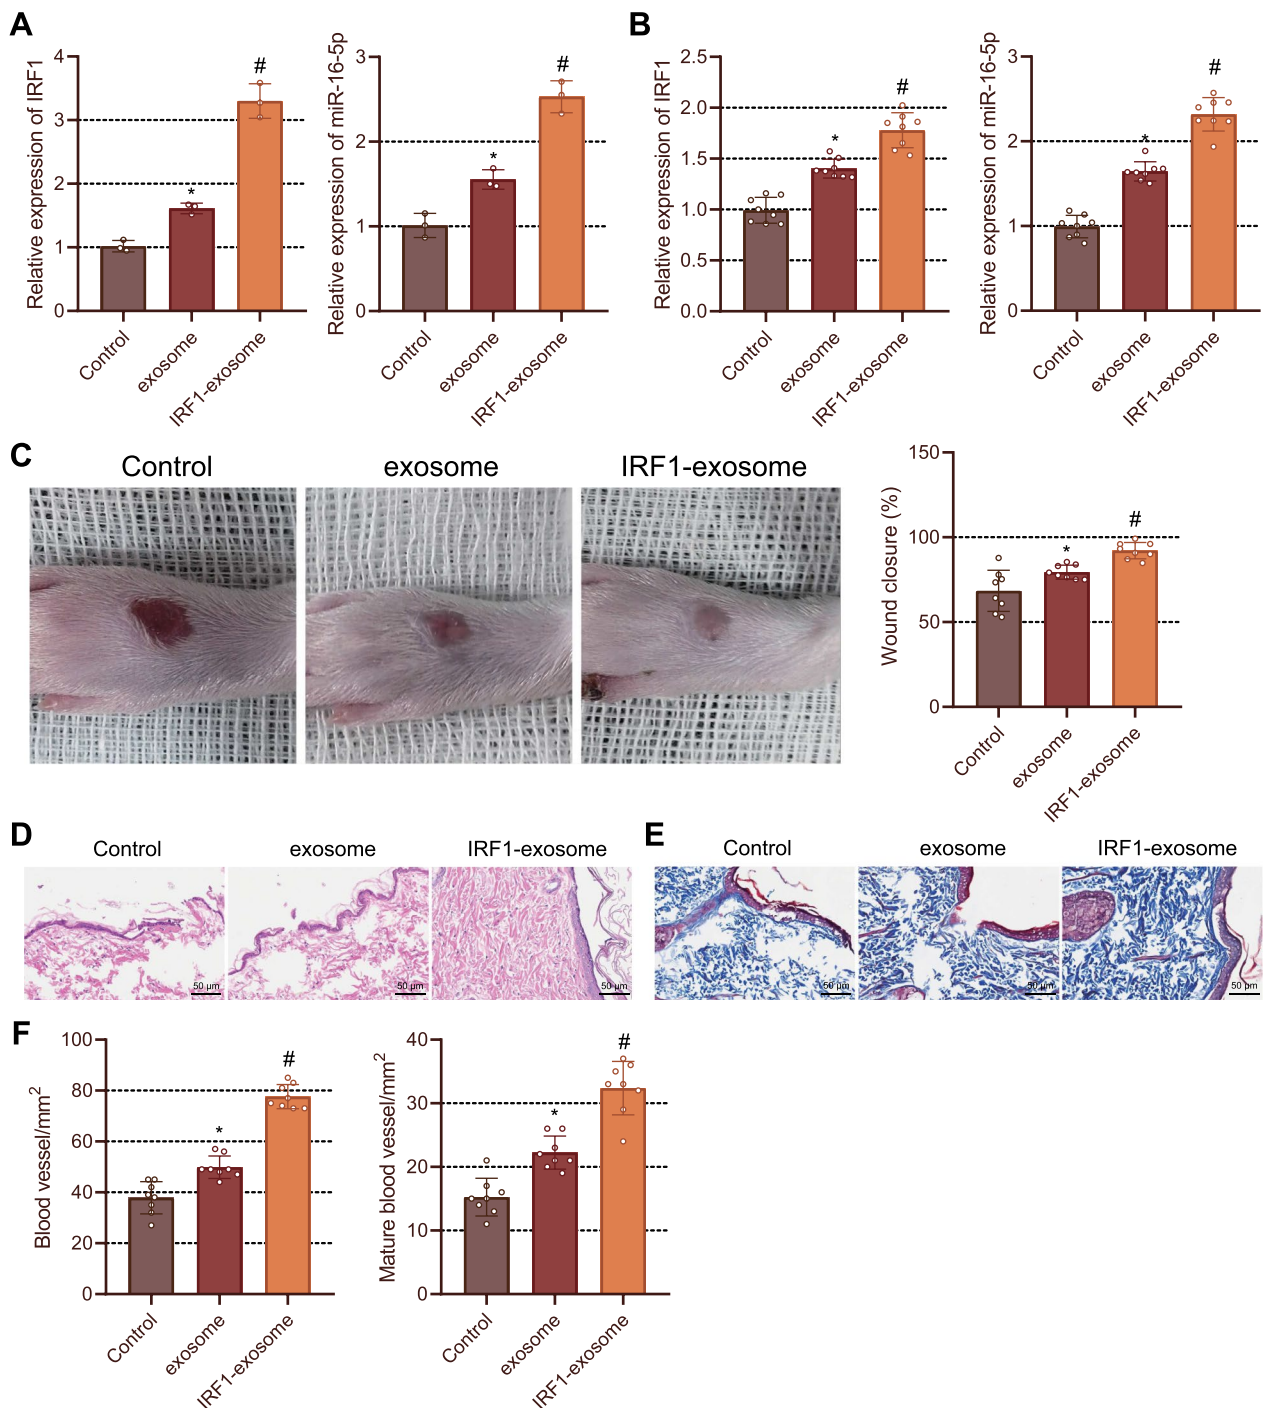 A
Relative expression of IRF1
4
3
2
1
0
*
#
Control
exosome
IRF1-exosome
Relative expression of miR-16-5p
3
2
1
0
*
#
Control
exosome
IRF1-exosome
B
Relative expression of IRF1
2.5
2.0
1.5
1.0
0.5
0.0
*
#
Control
exosome
IRF1-exosome
Relative expression of miR-16-5p
3
2
1
0
*
#
Control
exosome
IRF1-exosome
C
Control
exosome
IRF1-exosome
Wound closure (%)
150
100
50
0
*
#
Control
exosome
IRF1-exosome
D
Control
exosome
IRF1-exosome
50 μm
50 μm
50 μm
E
Control
exosome
IRF1-exosome
50 μm
50 μm
50 μm
F
Blood vessel/mm²
100
80
60
40
20
0
*
#
Control
exosome
IRF1-exosome
Mature blood vessel/mm²
40
30
20
10
0
*
#
Control
exosome
IRF1-exosome